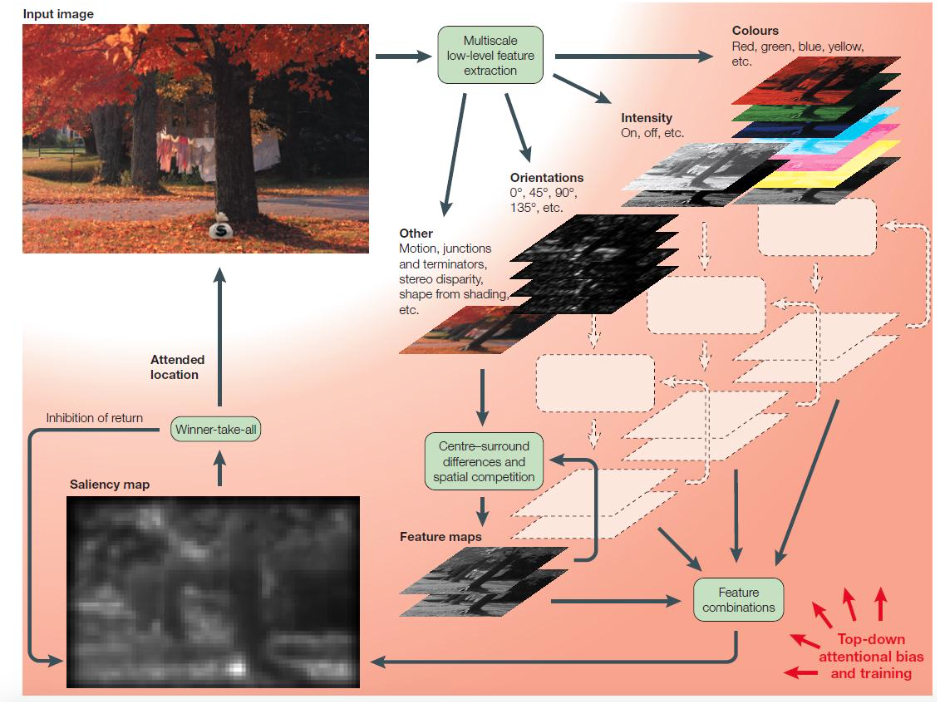 Input image
Multiscale
low-level feature
extraction
Colours
Red, green, blue, yellow,
etc.
Intensity
On, off, etc.
Orientations
0°, 45°, 90°,
135°, etc.
Other
Motion, junctions
and terminators,
stereo disparity,
shape from shading,
etc.
$
Attended
location
Inhibition of return
Winner-take-all
Centre–surround
differences and
spatial competition
Saliency map
Feature maps
Feature
combinations
Top-down
attentional bias
and training